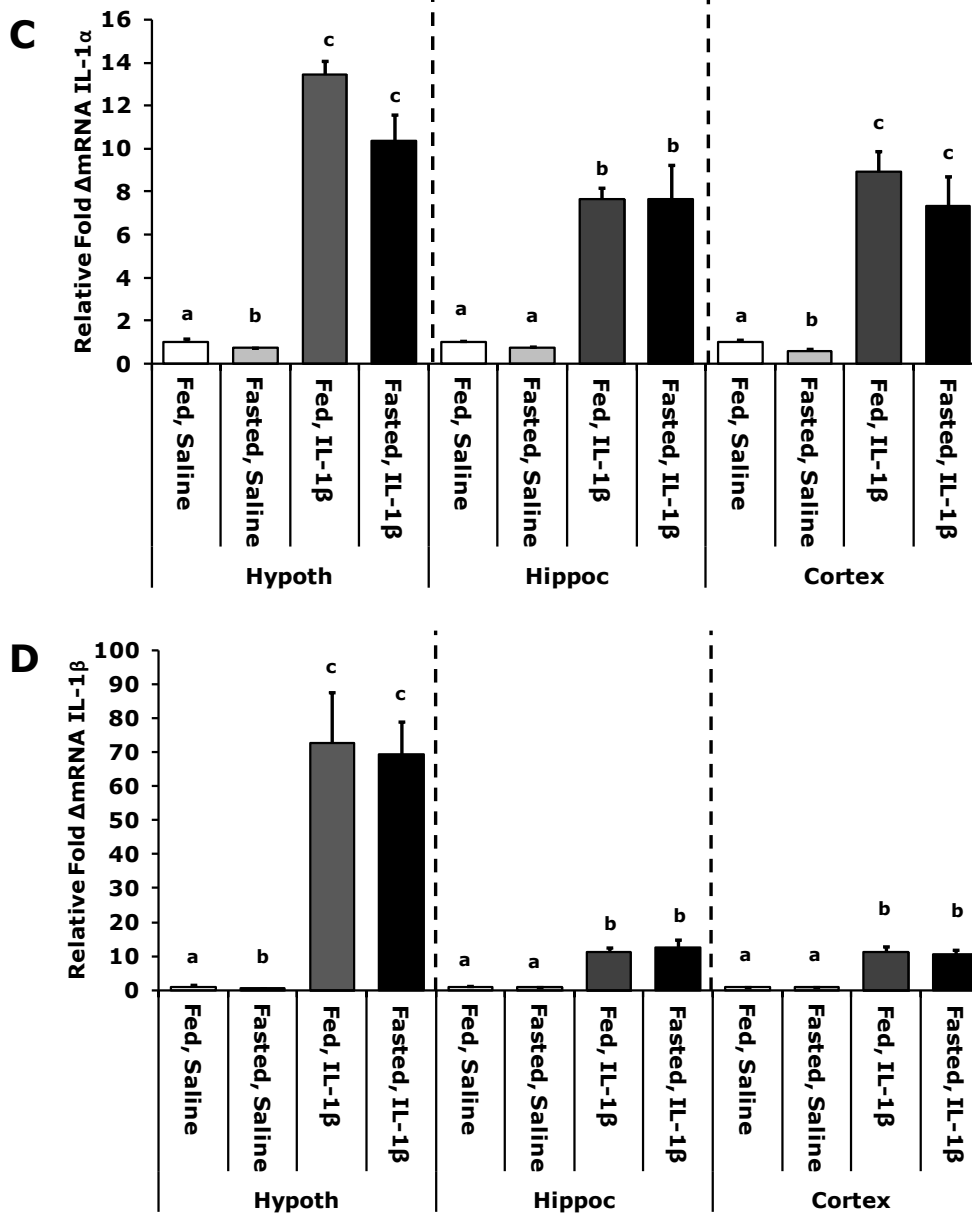 C
Relative Fold ΔmRNA IL-1α
16
14
12
10
8
6
4
2
0
a
b
c
c
a
a
b
b
a
b
c
c
Fed, Saline
Fasted, Saline
Fed, IL-1β
Fasted, IL-1β
Fed, Saline
Fasted, Saline
Fed, IL-1β
Fasted, IL-1β
Fed, Saline
Fasted, Saline
Fed, IL-1β
Fasted, IL-1β
Hypoth
Hippoc
Cortex
D
Relative Fold ΔmRNA IL-1β
100
90
80
70
60
50
40
30
20
10
0
a
b
c
c
a
a
b
b
a
a
b
b
Fed, Saline
Fasted, Saline
Fed, IL-1β
Fasted, IL-1β
Fed, Saline
Fasted, Saline
Fed, IL-1β
Fasted, IL-1β
Fed, Saline
Fasted, Saline
Fed, IL-1β
Fasted, IL-1β
Hypoth
Hippoc
Cortex